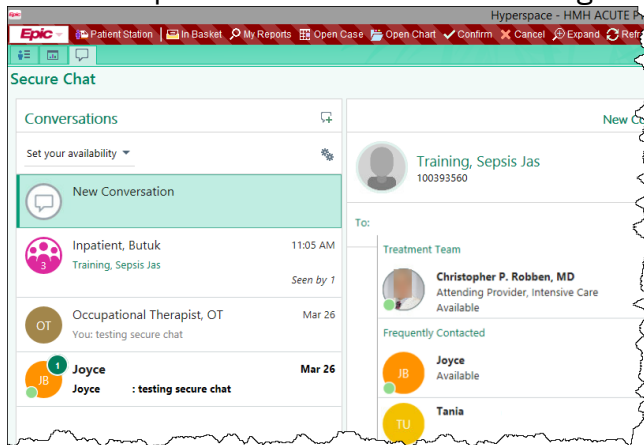 Hyperspace - HMH ACUTE P
Epic Patient Station In Basket My Reports Open Case Open Chart Confirm Cancel Expand Refre
Secure Chat
Conversations
New Co
Set your availability
Training, Sepsis Jas
100393560
New Conversation
To:
Inpatient, Butuk 11:05 AM
3 Training, Sepsis Jas
Seen by 1
Treatment Team
Christopher P. Robben, MD
Attending Provider, Intensive Care
Available
OT Occupational Therapist, OT Mar 26
You: testing secure chat
Frequently Contacted
JB 1 Joyce Mar 26
Joyce : testing secure chat
JB Joyce
Available
TU Tania